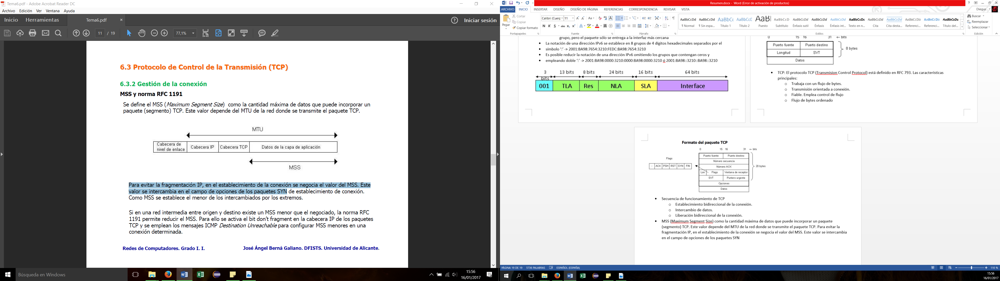 Tema6.pdf - Adobe Acrobat Reader DC
Archivo Edición Ver Ventana Ayuda
Inicio Herramientas Tema6.pdf × ? Iniciar sesión
11 / 19 77,1%
6.3 Protocolo de Control de la Transmisión (TCP)
6.3.2 Gestión de la conexión
MSS y norma RFC 1191
Se define el MSS (Maximum Segment Size) como la cantidad máxima de datos que puede incorporar un
paquete (segmento) TCP. Este valor depende del MTU de la red donde se transmite el paquete TCP.
MTU
Cabecera de
nivel de enlace
Cabecera IP
Cabecera TCP
Datos de la capa de aplicación
MSS
Para evitar la fragmentación IP, en el establecimiento de la conexión se negocia el valor del MSS. Este
valor se intercambia en el campo de opciones de los paquetes SYN de establecimiento de conexión.
Como MSS se establece el menor de los intercambiados por los extremos.
Si en una red intermedia entre origen y destino existe un MSS menor que el negociado, la norma RFC
1191 permite reducir el MSS. Para ello se activa el bit don't fragment en la cabecera IP de los paquetes
TCP y se emplean los mensajes ICMP Destination Unreachable para configurar MSS menores en una
conexión determinada.
Redes de Computadores. Grado I. I. José Ángel Berná Galiano. DFISTS. Universidad de Alicante.
Búsqueda en Windows
15:56
16/01/2017
Resumen.docx - Word (Error de activación de productos)
ARCHIVO INICIO INSERTAR DISEÑO DISEÑO DE PÁGINA REFERENCIAS CORRESPONDENCIA REVISAR VISTA Diegus .
Pegar
Cortar
Copiar
Copiar formato
Portapapeles
Calibri (Cuerp 11
N K S abc x₂ x²
Fuente
Párrafo
AaBbCcDd AaBbCcDd AaBbCc AaBbCcC AaBl AaBbCcD AaBbCcDd AaBbCcDd AaBbCcDd AaBbCcDc AaBbCcDd AaBbCcDd AaBbCcDd AaBbCcDd AaBbCcDd
¶ Normal ¶ Sin espa... Título 1 Título 2 Puesto Subtítulo Énfasis sutil Énfasis Énfasis int... Texto en n... Cita Cita desta... Referenci... Referenci... Título del...
Estilos
Buscar
Reemplazar
Seleccionar
Edición
grupo, pero el paquete sólo se entrega a la interfaz más cercana
• La notación de una dirección IPv6 se establece en 8 grupos de 4 dígitos hexadecimales separados por el
• símbolo ':' -> 2001:BA98:7654:3210:FEDC:BA98:7654:3210
• Es posible reducir la notación de una dirección IPv6 omitiendo los grupos que contengan ceros y
• empleando doble ':' -> 2001:BA98:0000:3210:0000:BA98:0000:3210 ó 2001:BA98::3210::BA98::3210
3 bits 13 bits 8 bits 24 bits 16 bits 64 bits
001 TLA Res NLA SLA Interface
0 15 16 31 ← bits
Puerto fuente Puerto destino
Longitud SVT
Datos
8 bytes
• TCP: El protocolo TCP (Transmision Control Protocol) está definido en RFC 793. Las características
principales:
o Trabaja con un flujo de bytes.
o Transmisión orientada a conexión.
o Fiable. Emplea control de flujo
o Flujo de bytes ordenado
Formato del paquete TCP
0 15 16 31 ← bits
Flags
- ACK PSH RST SYN FIN
Puerto fuente Puerto destino
Número secuencia
Número ACK
Lon Flags Ventana de receptor
SVT Puntero urgente
Opciones
Datos
20 bytes
• Secuencia de funcionamiento de TCP
o Establecimiento bidireccional de la conexión.
o Intercambio de datos.
o Liberación bidireccional de la conexión.
• MSS (Maximum Segment Size) como la cantidad máxima de datos que puede incorporar un paquete
(segmento) TCP. Este valor depende del MTU de la red donde se transmite el paquete TCP. Para evitar la
fragmentación IP, en el establecimiento de la conexión se negocia el valor del MSS. Este valor se intercambia
en el campo de opciones de los paquetes SYN
PÁGINA 19 DE 19 5736 PALABRAS ESPAÑOL (ESPAÑA) 110 %
15:56
16/01/2017